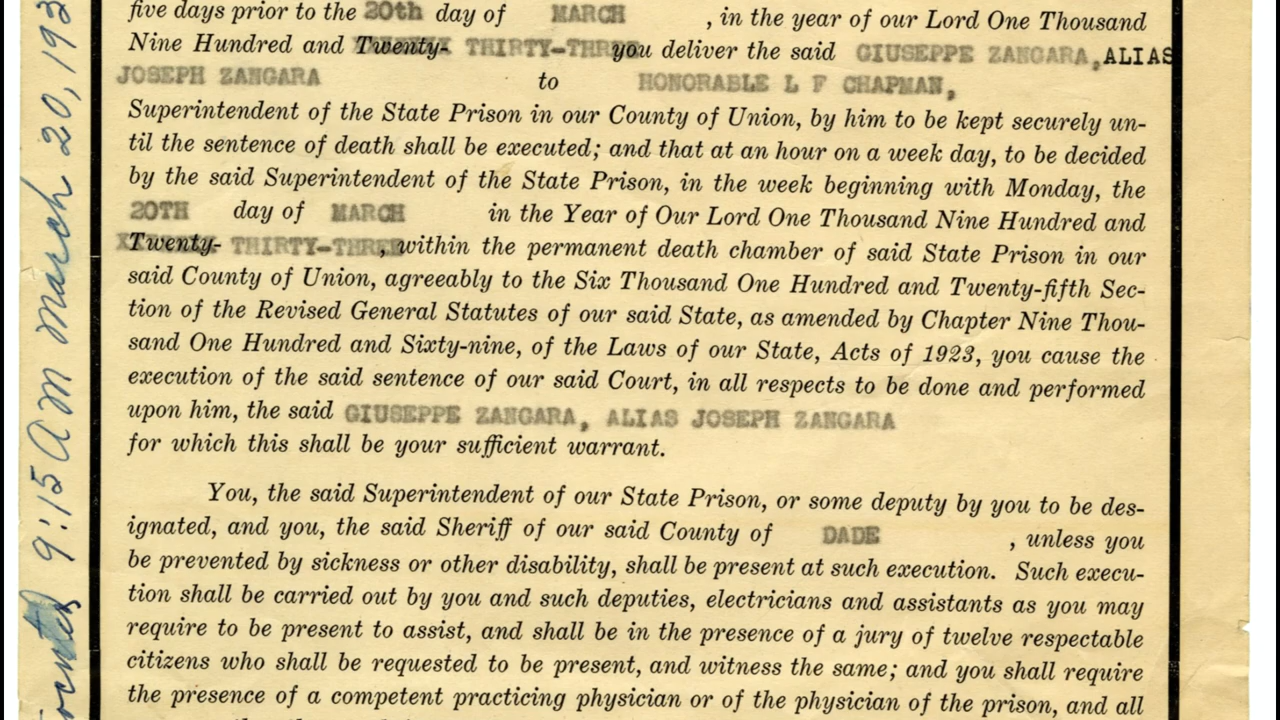 five days prior to the 20th day of MARCH , in the year of our Lord One Thousand
Nine Hundred and Twenty- THIRTY-THREE you deliver the said GIUSEPPE ZANGARA, ALIAS
JOSEPH ZANGARA to HONORABLE L F CHAPMAN,
Superintendent of the State Prison in our County of Union, by him to be kept securely un-
til the sentence of death shall be executed; and that at an hour on a week day, to be decided
by the said Superintendent of the State Prison, in the week beginning with Monday, the
20TH day of MARCH in the Year of Our Lord One Thousand Nine Hundred and
Twenty- THIRTY-THREE, within the permanent death chamber of said State Prison in our
said County of Union, agreeably to the Six Thousand One Hundred and Twenty-fifth Sec-
tion of the Revised General Statutes of our said State, as amended by Chapter Nine Thou-
sand One Hundred and Sixty-nine, of the Laws of our State, Acts of 1923, you cause the
execution of the said sentence of our said Court, in all respects to be done and performed
upon him, the said GIUSEPPE ZANGARA, ALIAS JOSEPH ZANGARA
for which this shall be your sufficient warrant.
You, the said Superintendent of our State Prison, or some deputy by you to be des-
ignated, and you, the said Sheriff of our said County of DADE , unless you
be prevented by sickness or other disability, shall be present at such execution. Such execu-
tion shall be carried out by you and such deputies, electricians and assistants as you may
require to be present to assist, and shall be in the presence of a jury of twelve respectable
citizens who shall be requested to be present, and witness the same; and you shall require
the presence of a competent practicing physician or of the physician of the prison, and all
9:15 AM March 20, 193